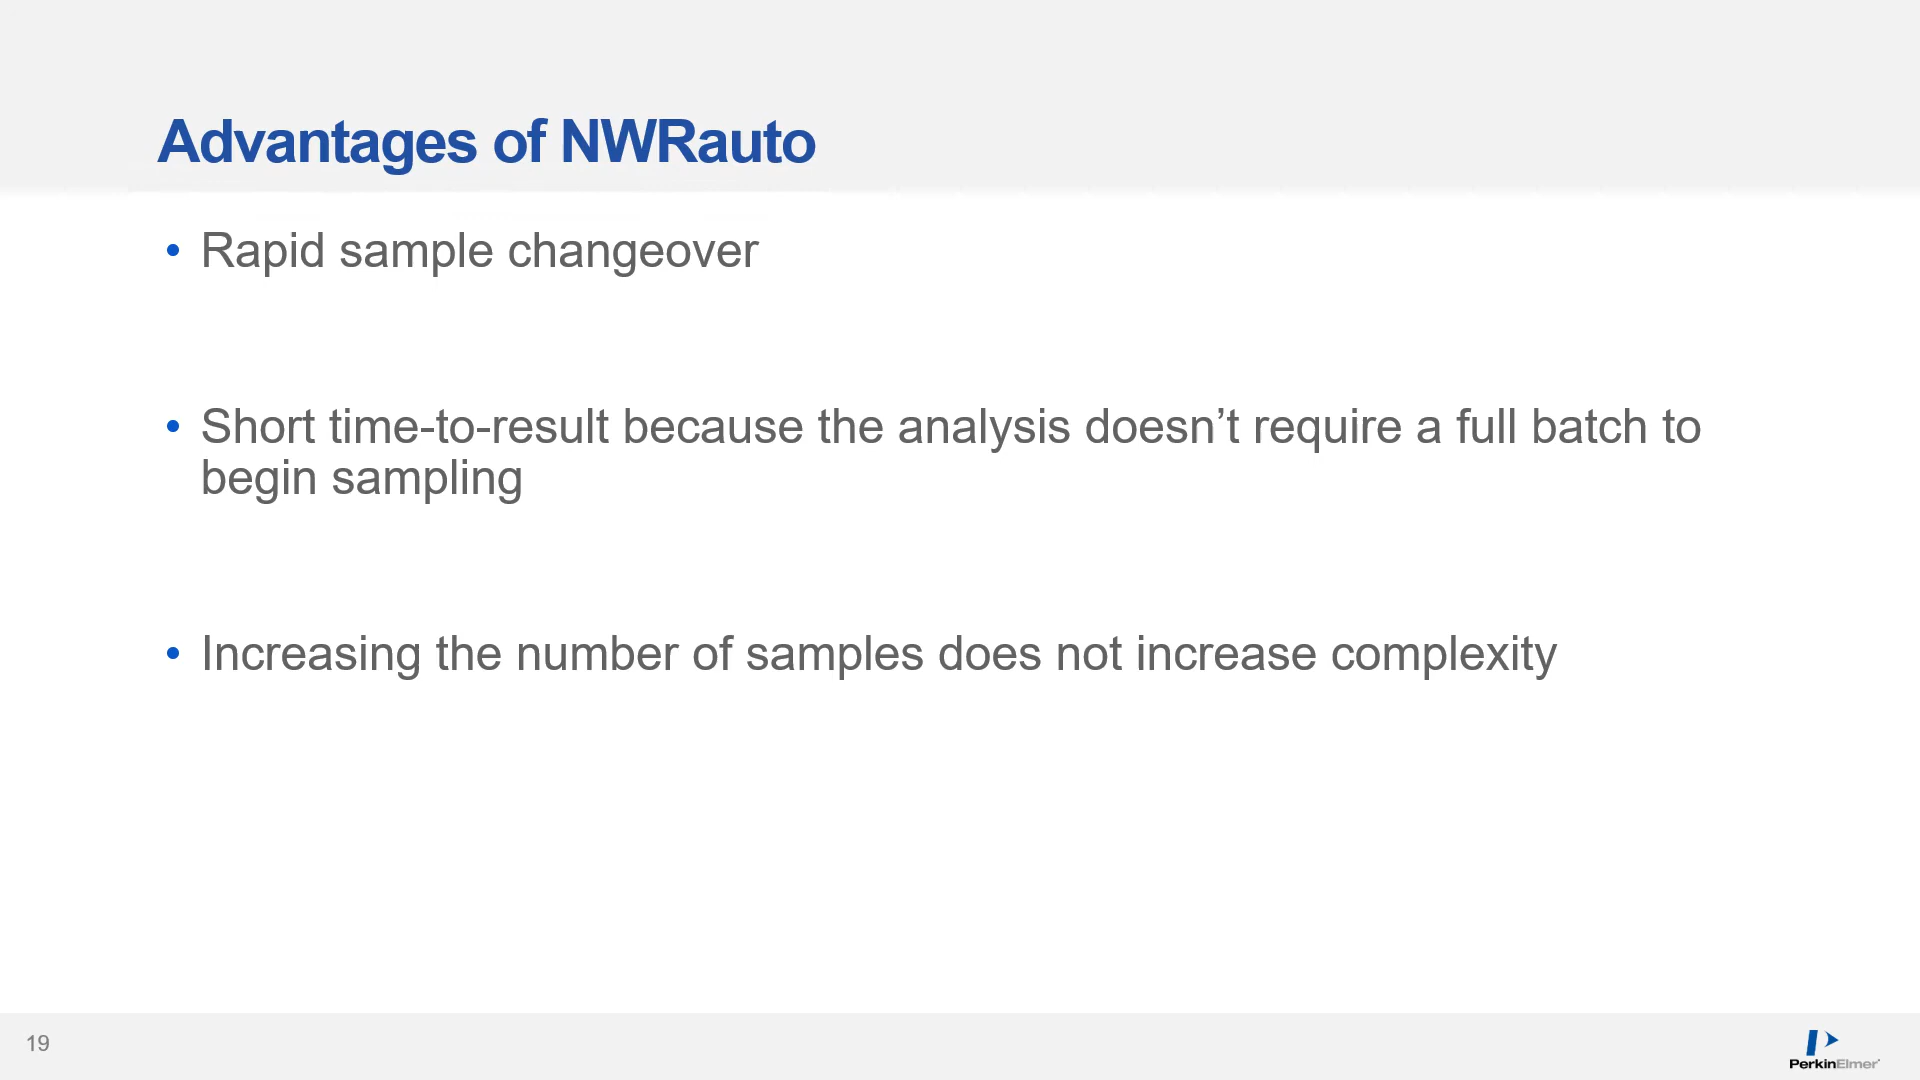 Advantages of NWRauto
• Rapid sample changeover
• Short time-to-result because the analysis doesn’t require a full batch to
begin sampling
• Increasing the number of samples does not increase complexity
19
PerkinElmer